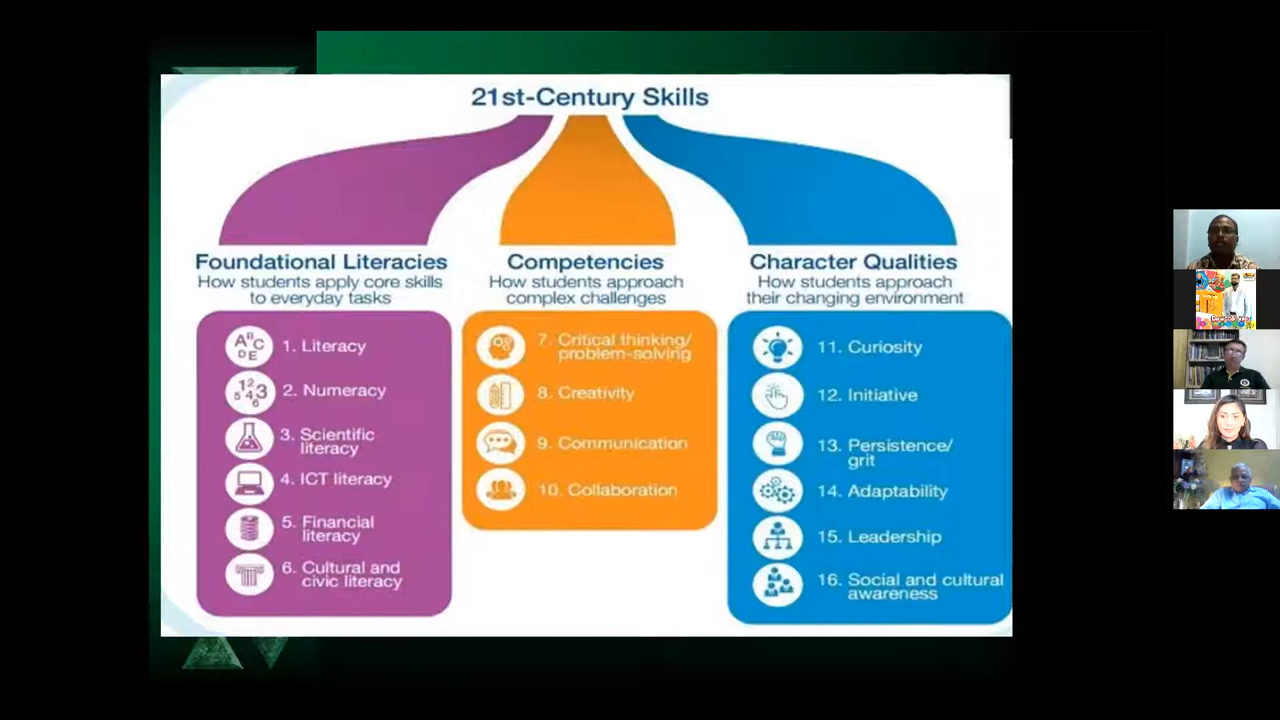 21st-Century Skills
Foundational Literacies
How students apply core skills
to everyday tasks
1. Literacy
2. Numeracy
3. Scientific
literacy
4. ICT literacy
5. Financial
literacy
6. Cultural and
civic literacy
Competencies
How students approach
complex challenges
7. Critical thinking/
problem-solving
8. Creativity
9. Communication
10. Collaboration
Character Qualities
How students approach
their changing environment
11. Curiosity
12. Initiative
13. Persistence/
grit
14. Adaptability
15. Leadership
16. Social and cultural
awareness